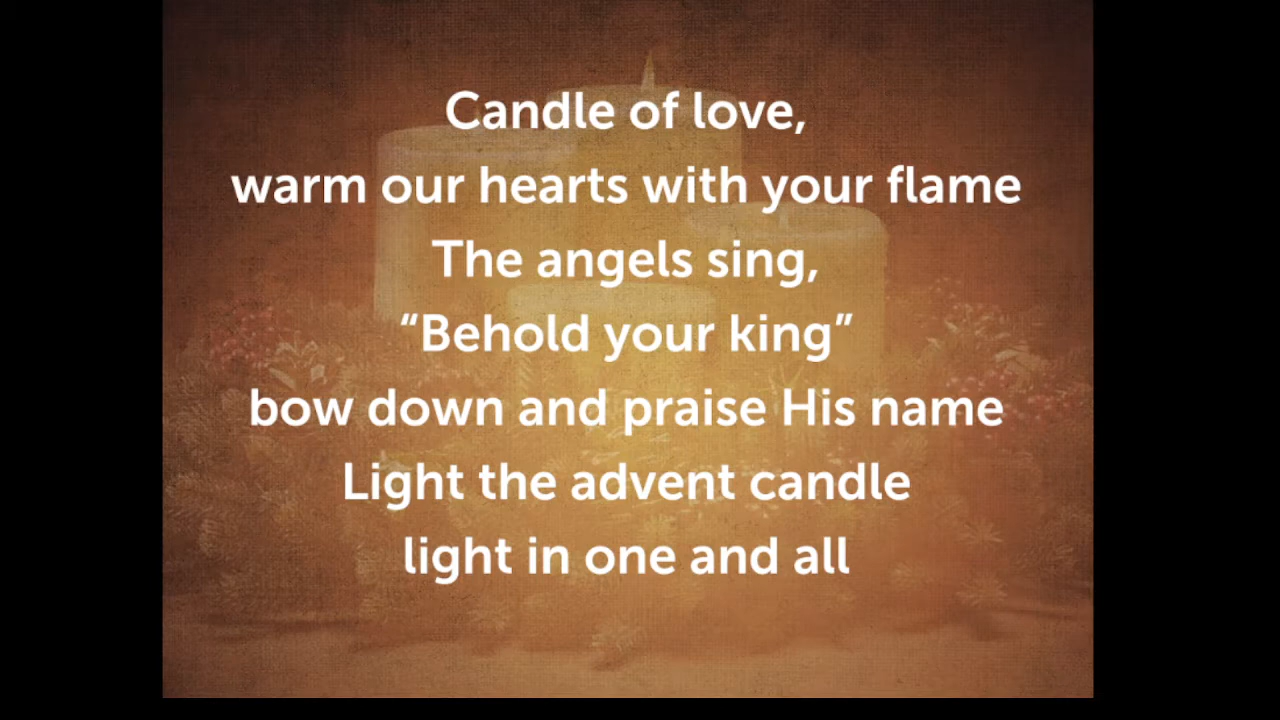 Candle of love,
warm our hearts with your flame
The angels sing,
“Behold your king”
bow down and praise His name
Light the advent candle
light in one and all